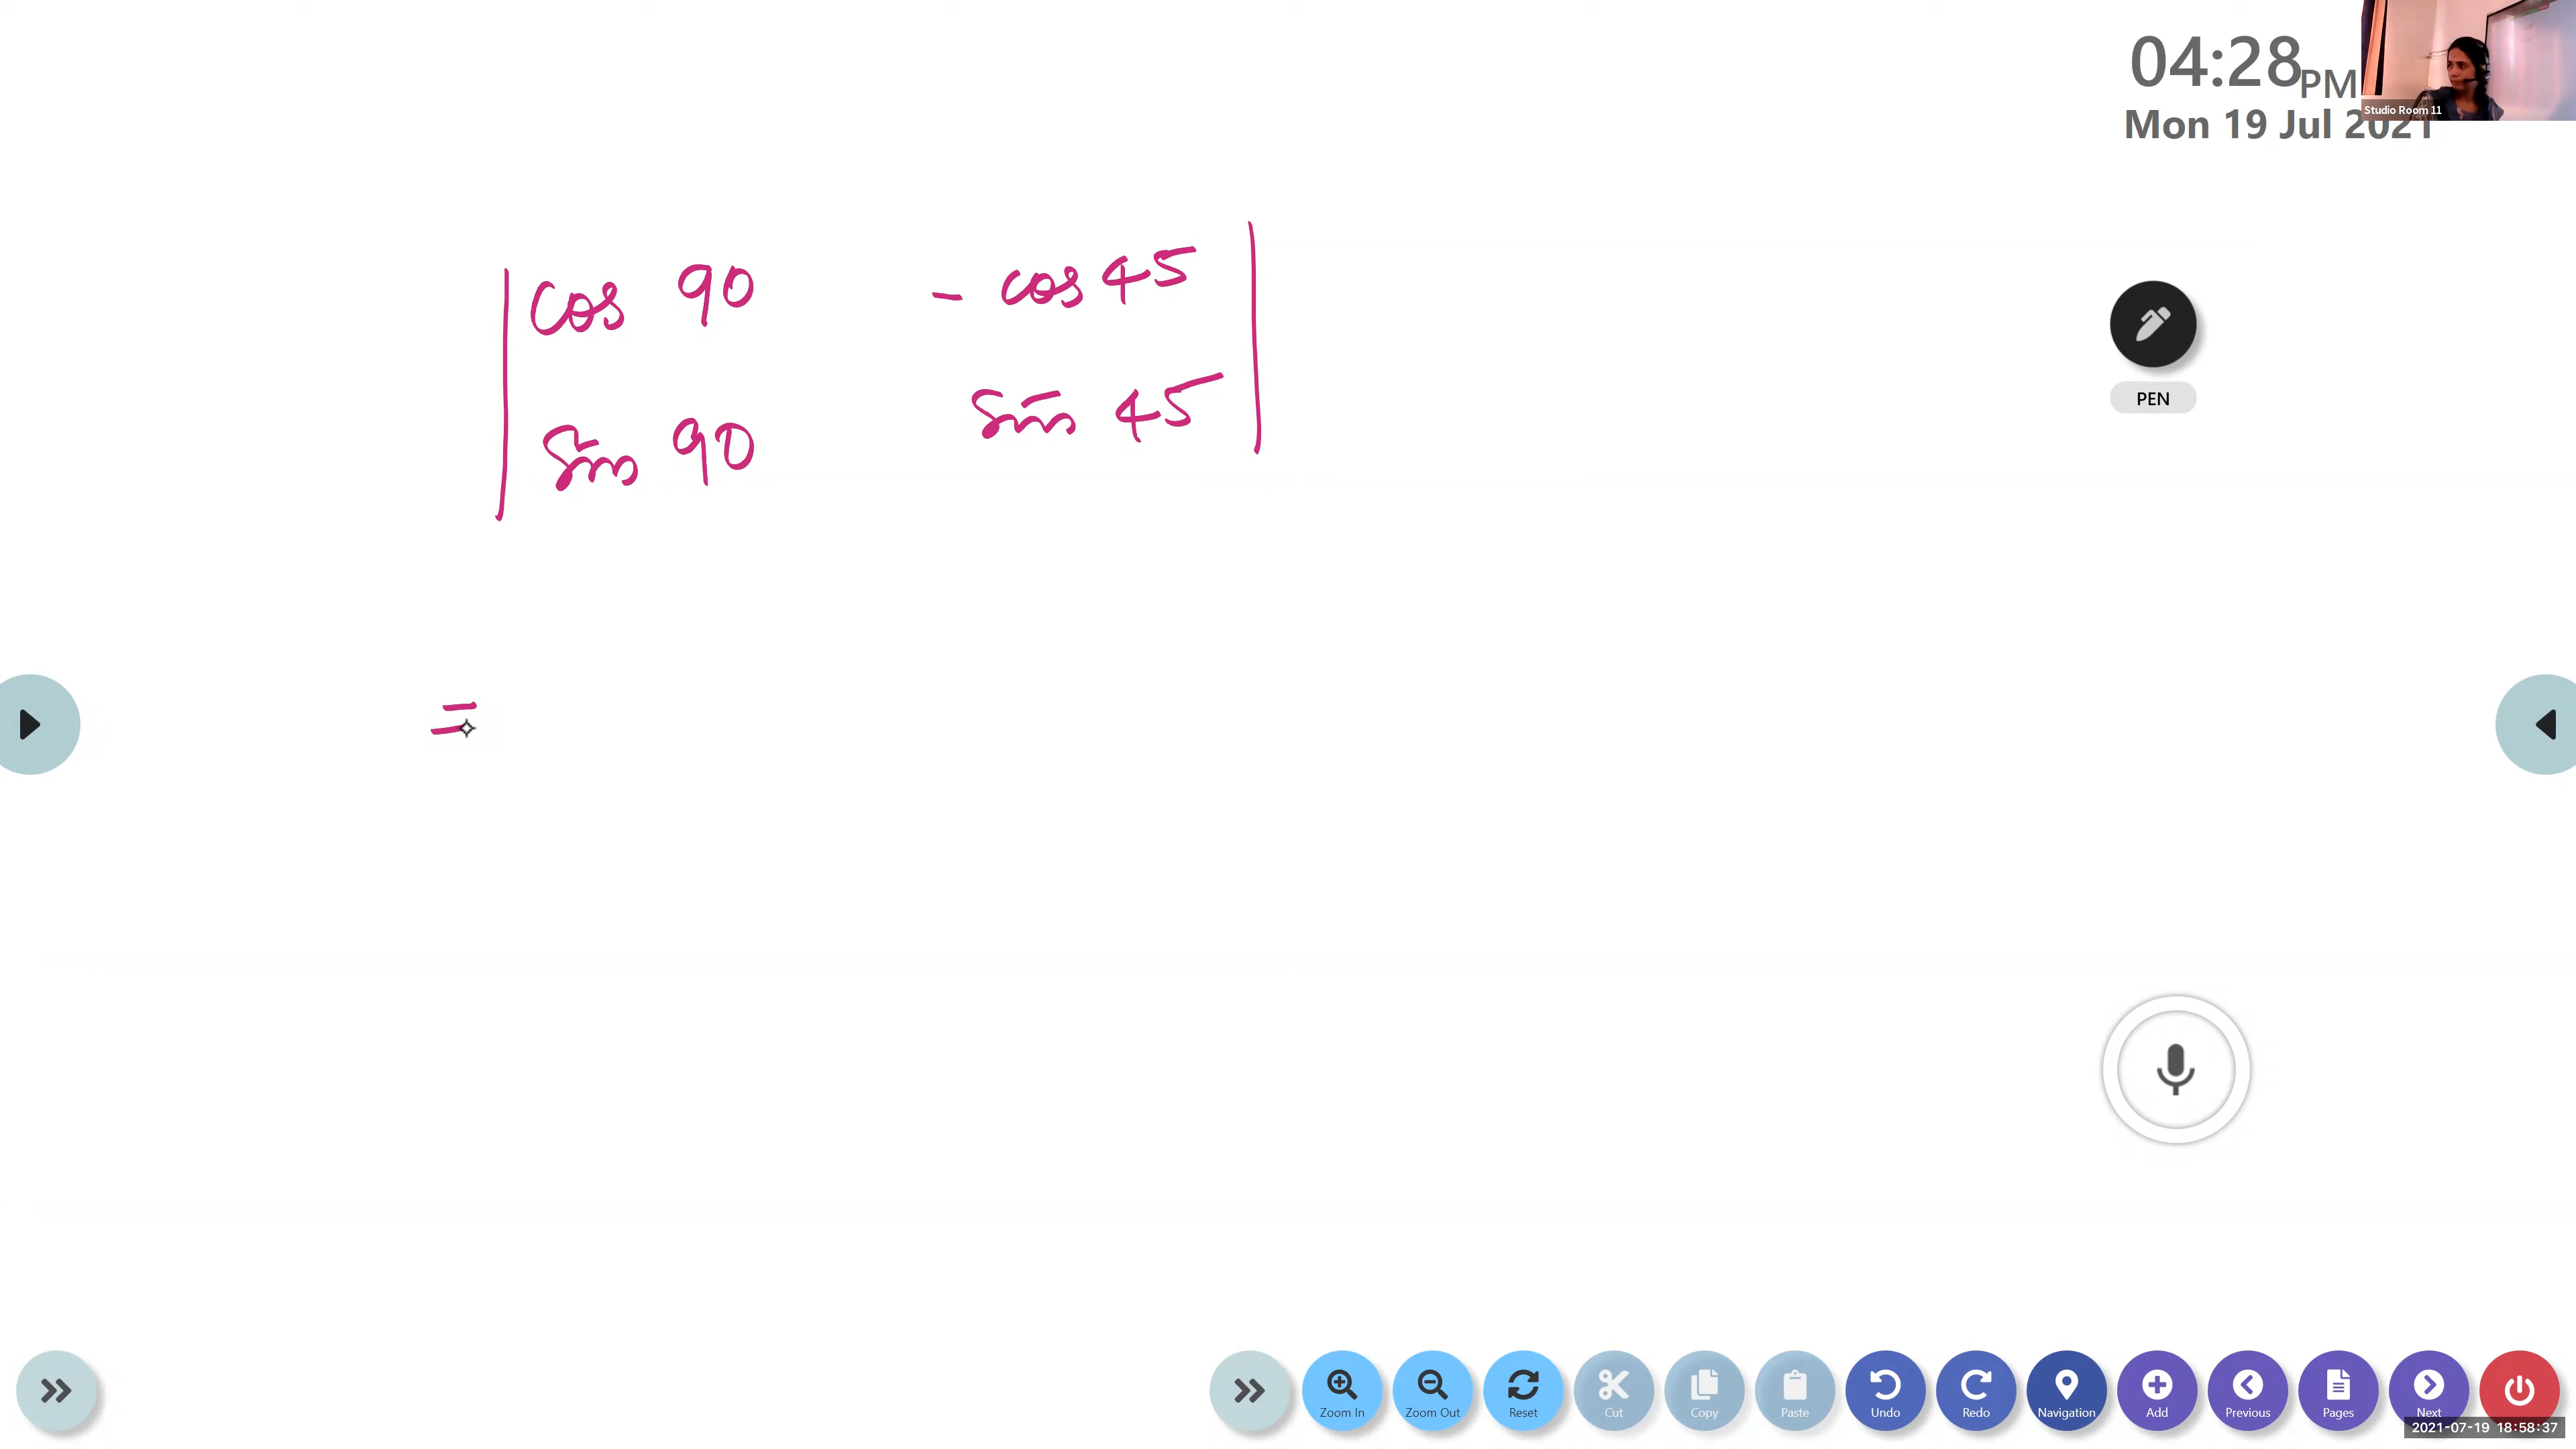 04:28 PM
Studio Room 11
Mon 19 Jul 2021
cos 90 - cos 45
sin 90 sin 45
PEN
=
Zoom In Zoom Out Reset Cut Copy Paste Undo Redo Navigation Add Previous Pages Next
2021-07-19 18:58:37